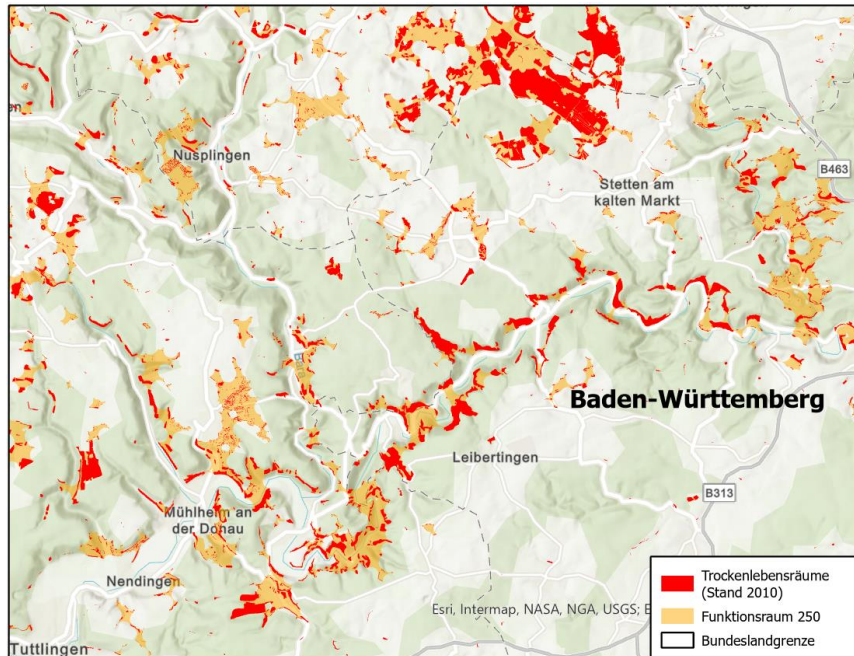 en
Nusplingen
B463
Stetten am
kalten Markt
Baden-Württemberg
Leibertingen
B313
Mühlheim an
der Donau
Nendingen
Tuttlingen
Esri, Intermap, NASA, NGA, USGS; E
Trockenlebensräume
(Stand 2010)
Funktionsraum 250
Bundeslandgrenze